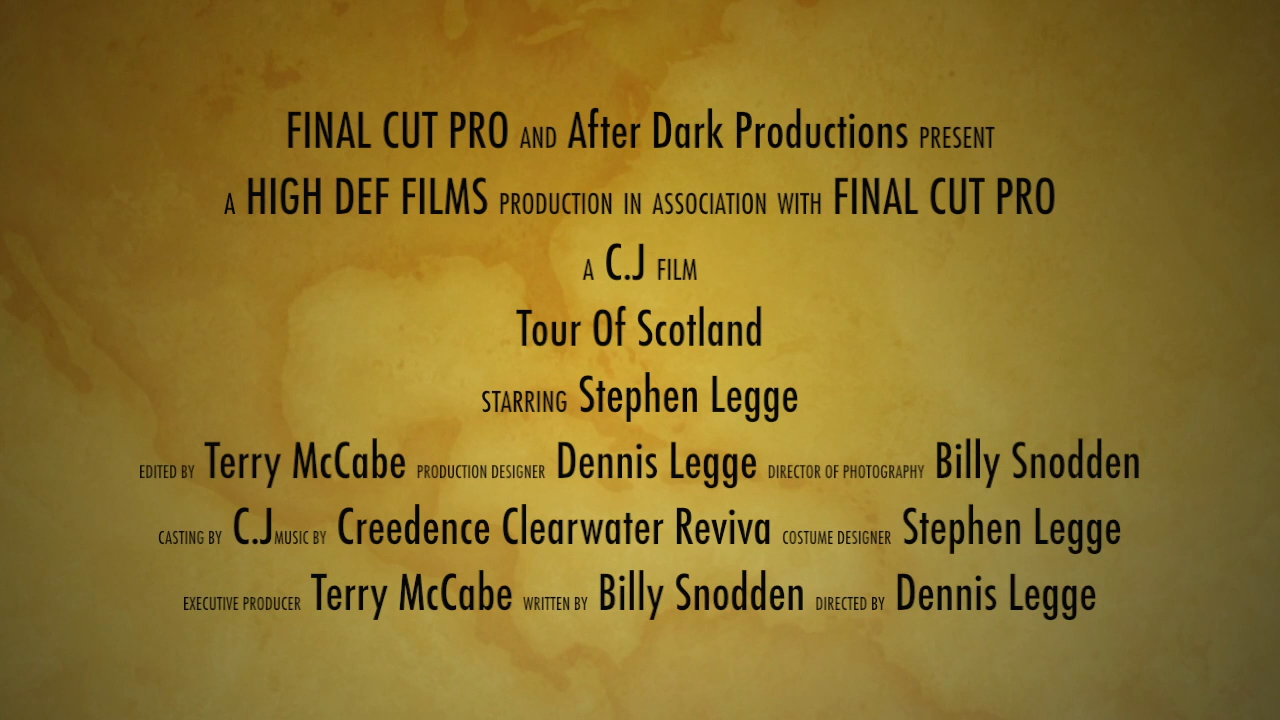 FINAL CUT PRO AND After Dark Productions PRESENT
A HIGH DEF FILMS PRODUCTION IN ASSOCIATION WITH FINAL CUT PRO
A C.J FILM
Tour Of Scotland
STARRING Stephen Legge
EDITED BY Terry McCabe PRODUCTION DESIGNER Dennis Legge DIRECTOR OF PHOTOGRAPHY Billy Snodden
CASTING BY C.J MUSIC BY Creedence Clearwater Reviva COSTUME DESIGNER Stephen Legge
EXECUTIVE PRODUCER Terry McCabe WRITTEN BY Billy Snodden DIRECTED BY Dennis Legge